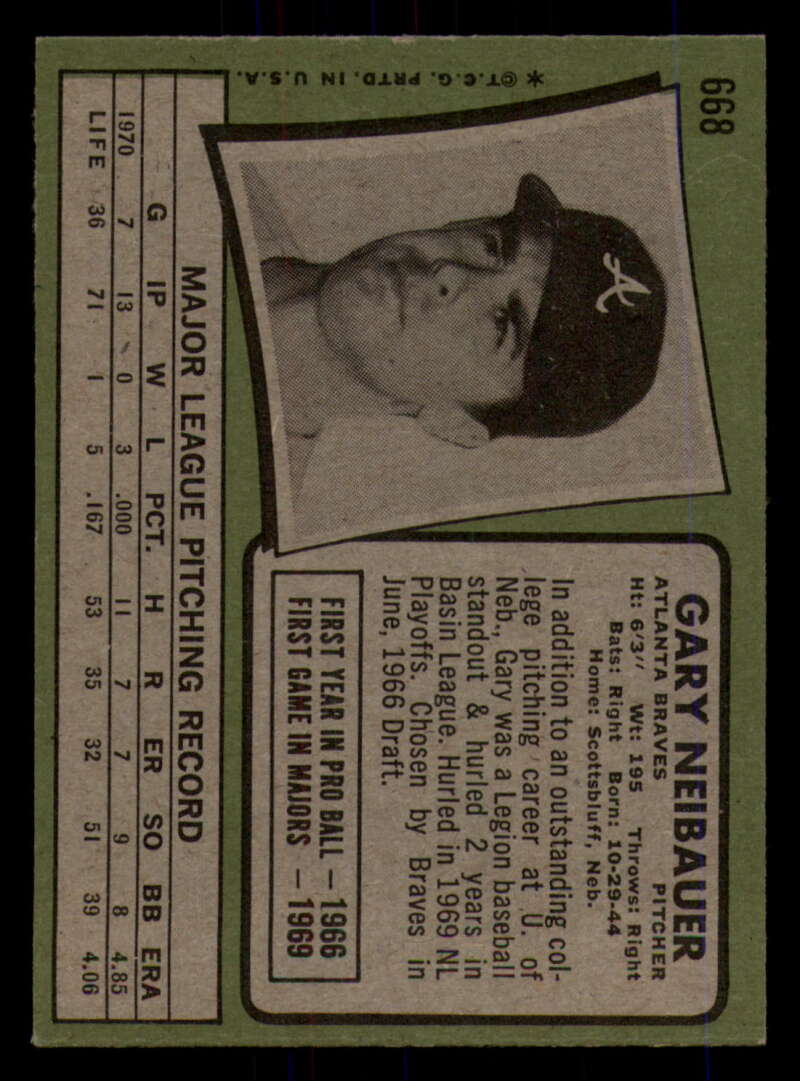 668
A
* ©T.C.G. PRTD. IN U.S.A.
GARY NEIBAUER
ATLANTA BRAVES PITCHER
Ht: 6'3" Wt: 195 Throws: Right
Bats: Right Born: 10-29-44
Home: Scottsbluff, Neb.
In addition to an outstanding col-
lege pitching career at U. of
Neb., Gary was a Legion baseball
standout & hurled 2 years in
Basin League. Hurled in 1969 NL
Playoffs. Chosen by Braves in
June, 1966 Draft.
FIRST YEAR IN PRO BALL — 1966
FIRST GAME IN MAJORS — 1969
MAJOR LEAGUE PITCHING RECORD
G IP W L PCT. H R ER SO BB ERA
1970 7 13 0 3 .000 11 7 7 9 8 4.85
LIFE 36 71 1 5 .167 53 35 32 51 39 4.06